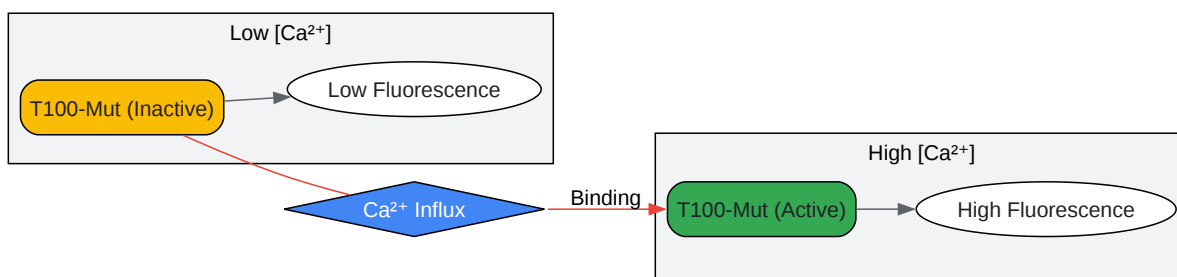 Low [Ca²⁺]
T100-Mut (Inactive)
Low Fluorescence
Ca²⁺ Influx
Binding
High [Ca²⁺]
T100-Mut (Active)
High Fluorescence